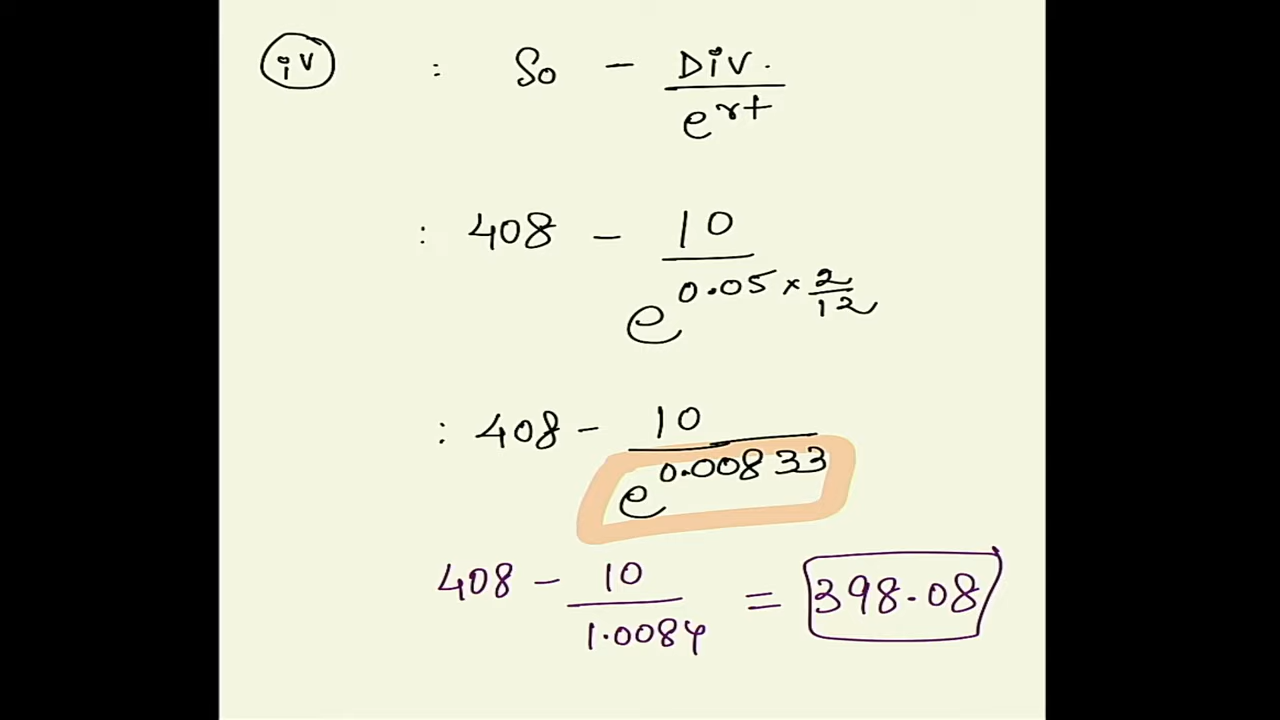 iv : So - Div.
e^rt
: 408 - 10
e^0.05 × 2/12
: 408 - 10
e^0.00833
408 - 10 = 398.08
1.0084